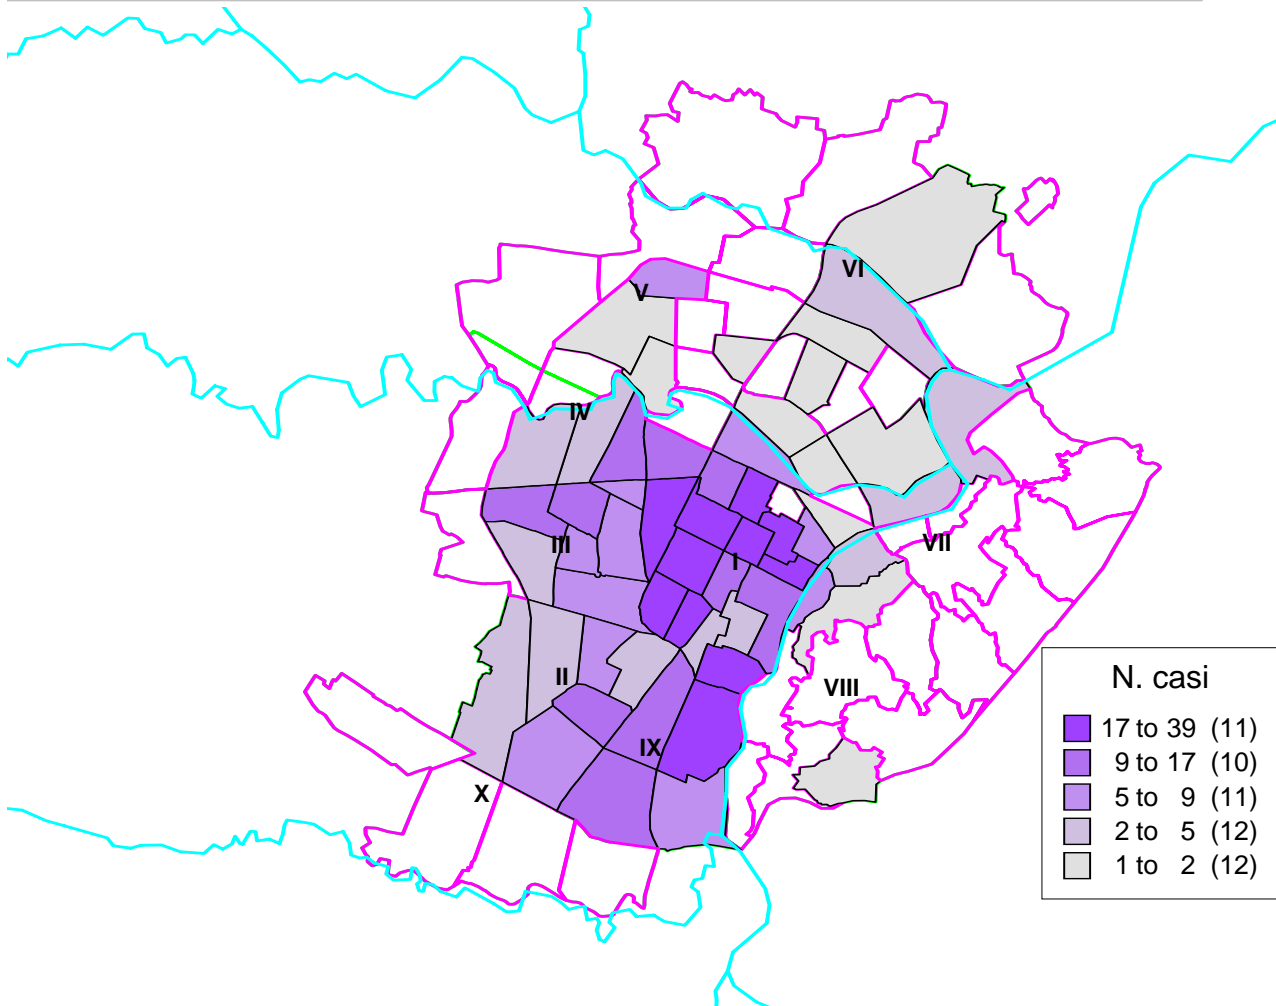 VI
V
IV
III
I
VII
II
VIII
IX
X
N. casi
17 to 39 (11)
9 to 17 (10)
5 to 9 (11)
2 to 5 (12)
1 to 2 (12)